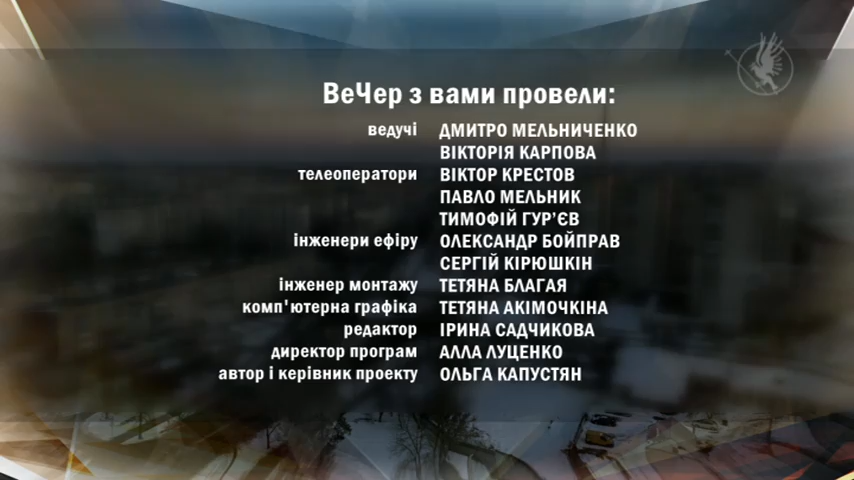 ВеЧер з вами провели:
ведучі ДМИТРО МЕЛЬНИЧЕНКО
ВІКТОРІЯ КАРПОВА
телеоператори ВІКТОР КРЕСТОВ
ПАВЛО МЕЛЬНИК
ТИМОФІЙ ГУР’ЄВ
інженери ефіру ОЛЕКСАНДР БОЙПРАВ
СЕРГІЙ КІРЮШКІН
інженер монтажу ТЕТЯНА БЛАГАЯ
комп'ютерна графіка ТЕТЯНА АКІМОЧКІНА
редактор ІРИНА САДЧИКОВА
директор програм АЛЛА ЛУЦЕНКО
автор і керівник проекту ОЛЬГА КАПУСТЯН